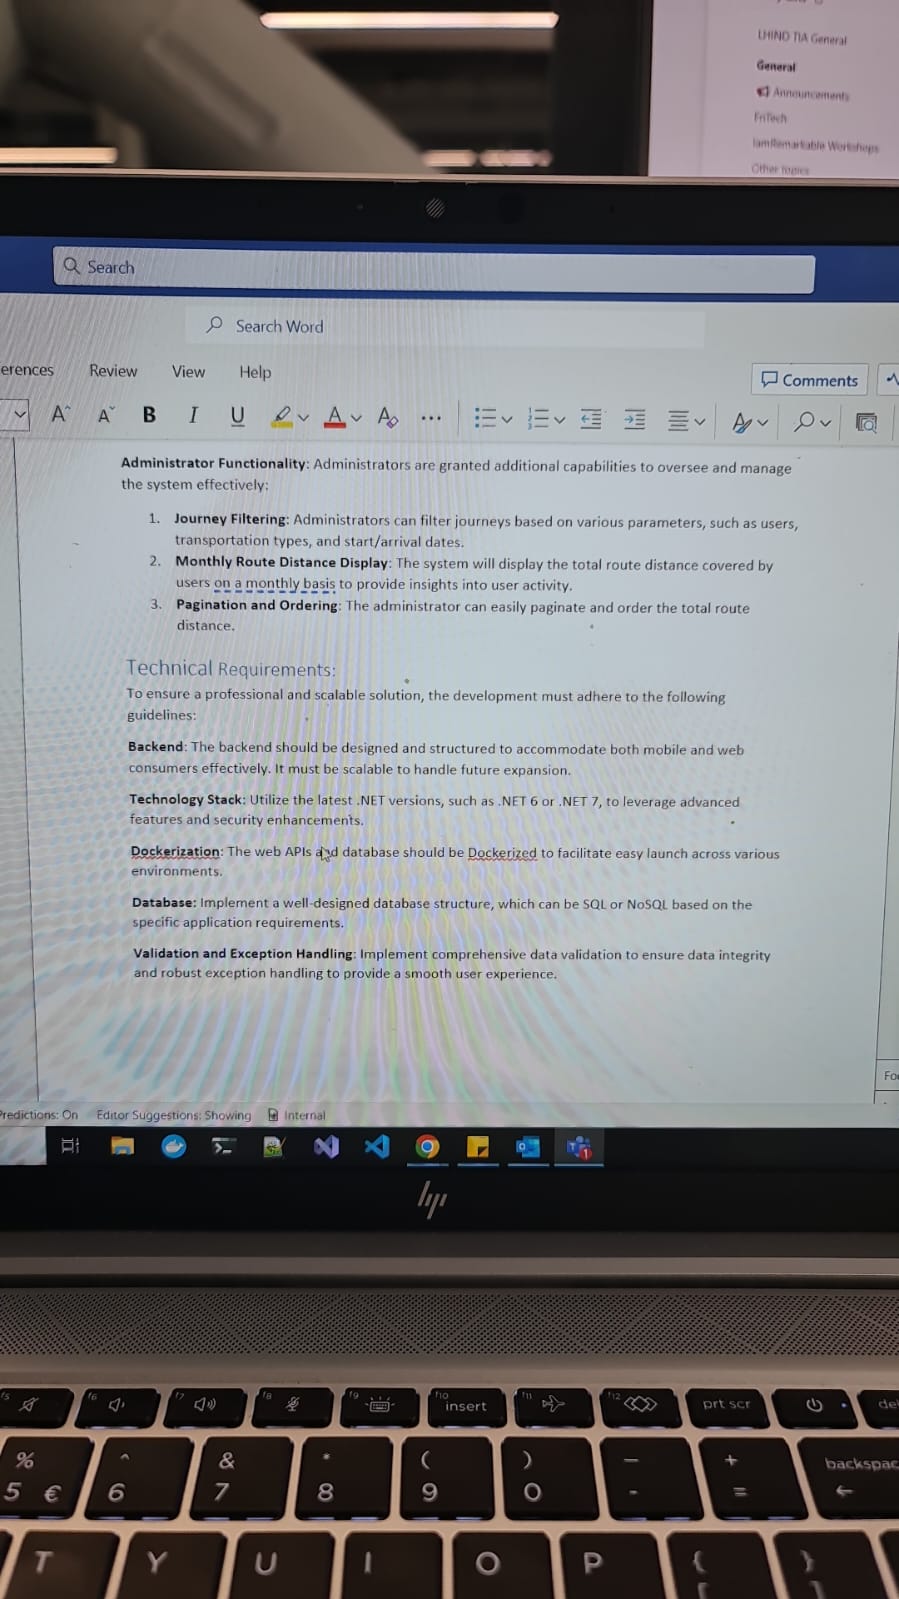 LHIND TIA General
General
Announcements
FriTech
IamRemarkable Workshops
Other topics
Search
Search Word
erences Review View Help Comments
A A B I U A A
Administrator Functionality: Administrators are granted additional capabilities to oversee and manage
the system effectively:
1. Journey Filtering: Administrators can filter journeys based on various parameters, such as users,
transportation types, and start/arrival dates.
2. Monthly Route Distance Display: The system will display the total route distance covered by
users on a monthly basis to provide insights into user activity.
3. Pagination and Ordering: The administrator can easily paginate and order the total route
distance.
Technical Requirements:
To ensure a professional and scalable solution, the development must adhere to the following
guidelines:
Backend: The backend should be designed and structured to accommodate both mobile and web
consumers effectively. It must be scalable to handle future expansion.
Technology Stack: Utilize the latest .NET versions, such as .NET 6 or .NET 7, to leverage advanced
features and security enhancements.
Dockerization: The web APIs and database should be Dockerized to facilitate easy launch across various
environments.
Database: Implement a well-designed database structure, which can be SQL or NoSQL based on the
specific application requirements.
Validation and Exception Handling: Implement comprehensive data validation to ensure data integrity
and robust exception handling to provide a smooth user experience.
Fo
Predictions: On Editor Suggestions: Showing Internal
1
hp
f5 f6 f7 f8 f9 f10 insert f11 f12 prt scr de
% ^ & * ( ) — + backspac
5 € 6 7 8 9 0 - =
T Y U I O P { }
[ ]